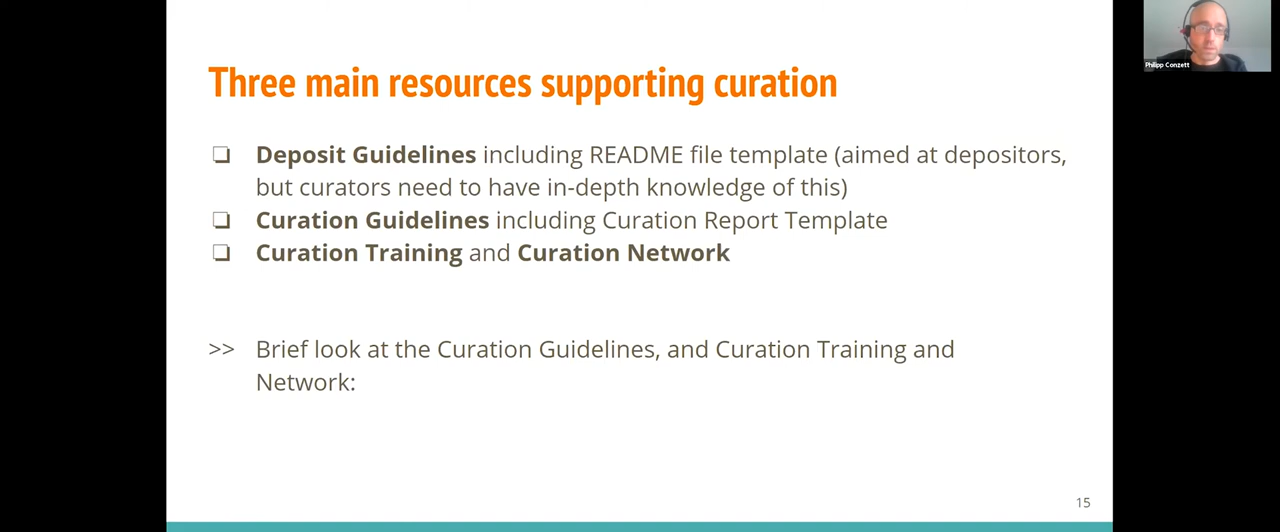 Philipp Conzett
Three main resources supporting curation
❏ Deposit Guidelines including README file template (aimed at depositors,
but curators need to have in-depth knowledge of this)
❏ Curation Guidelines including Curation Report Template
❏ Curation Training and Curation Network
>> Brief look at the Curation Guidelines, and Curation Training and
Network:
15